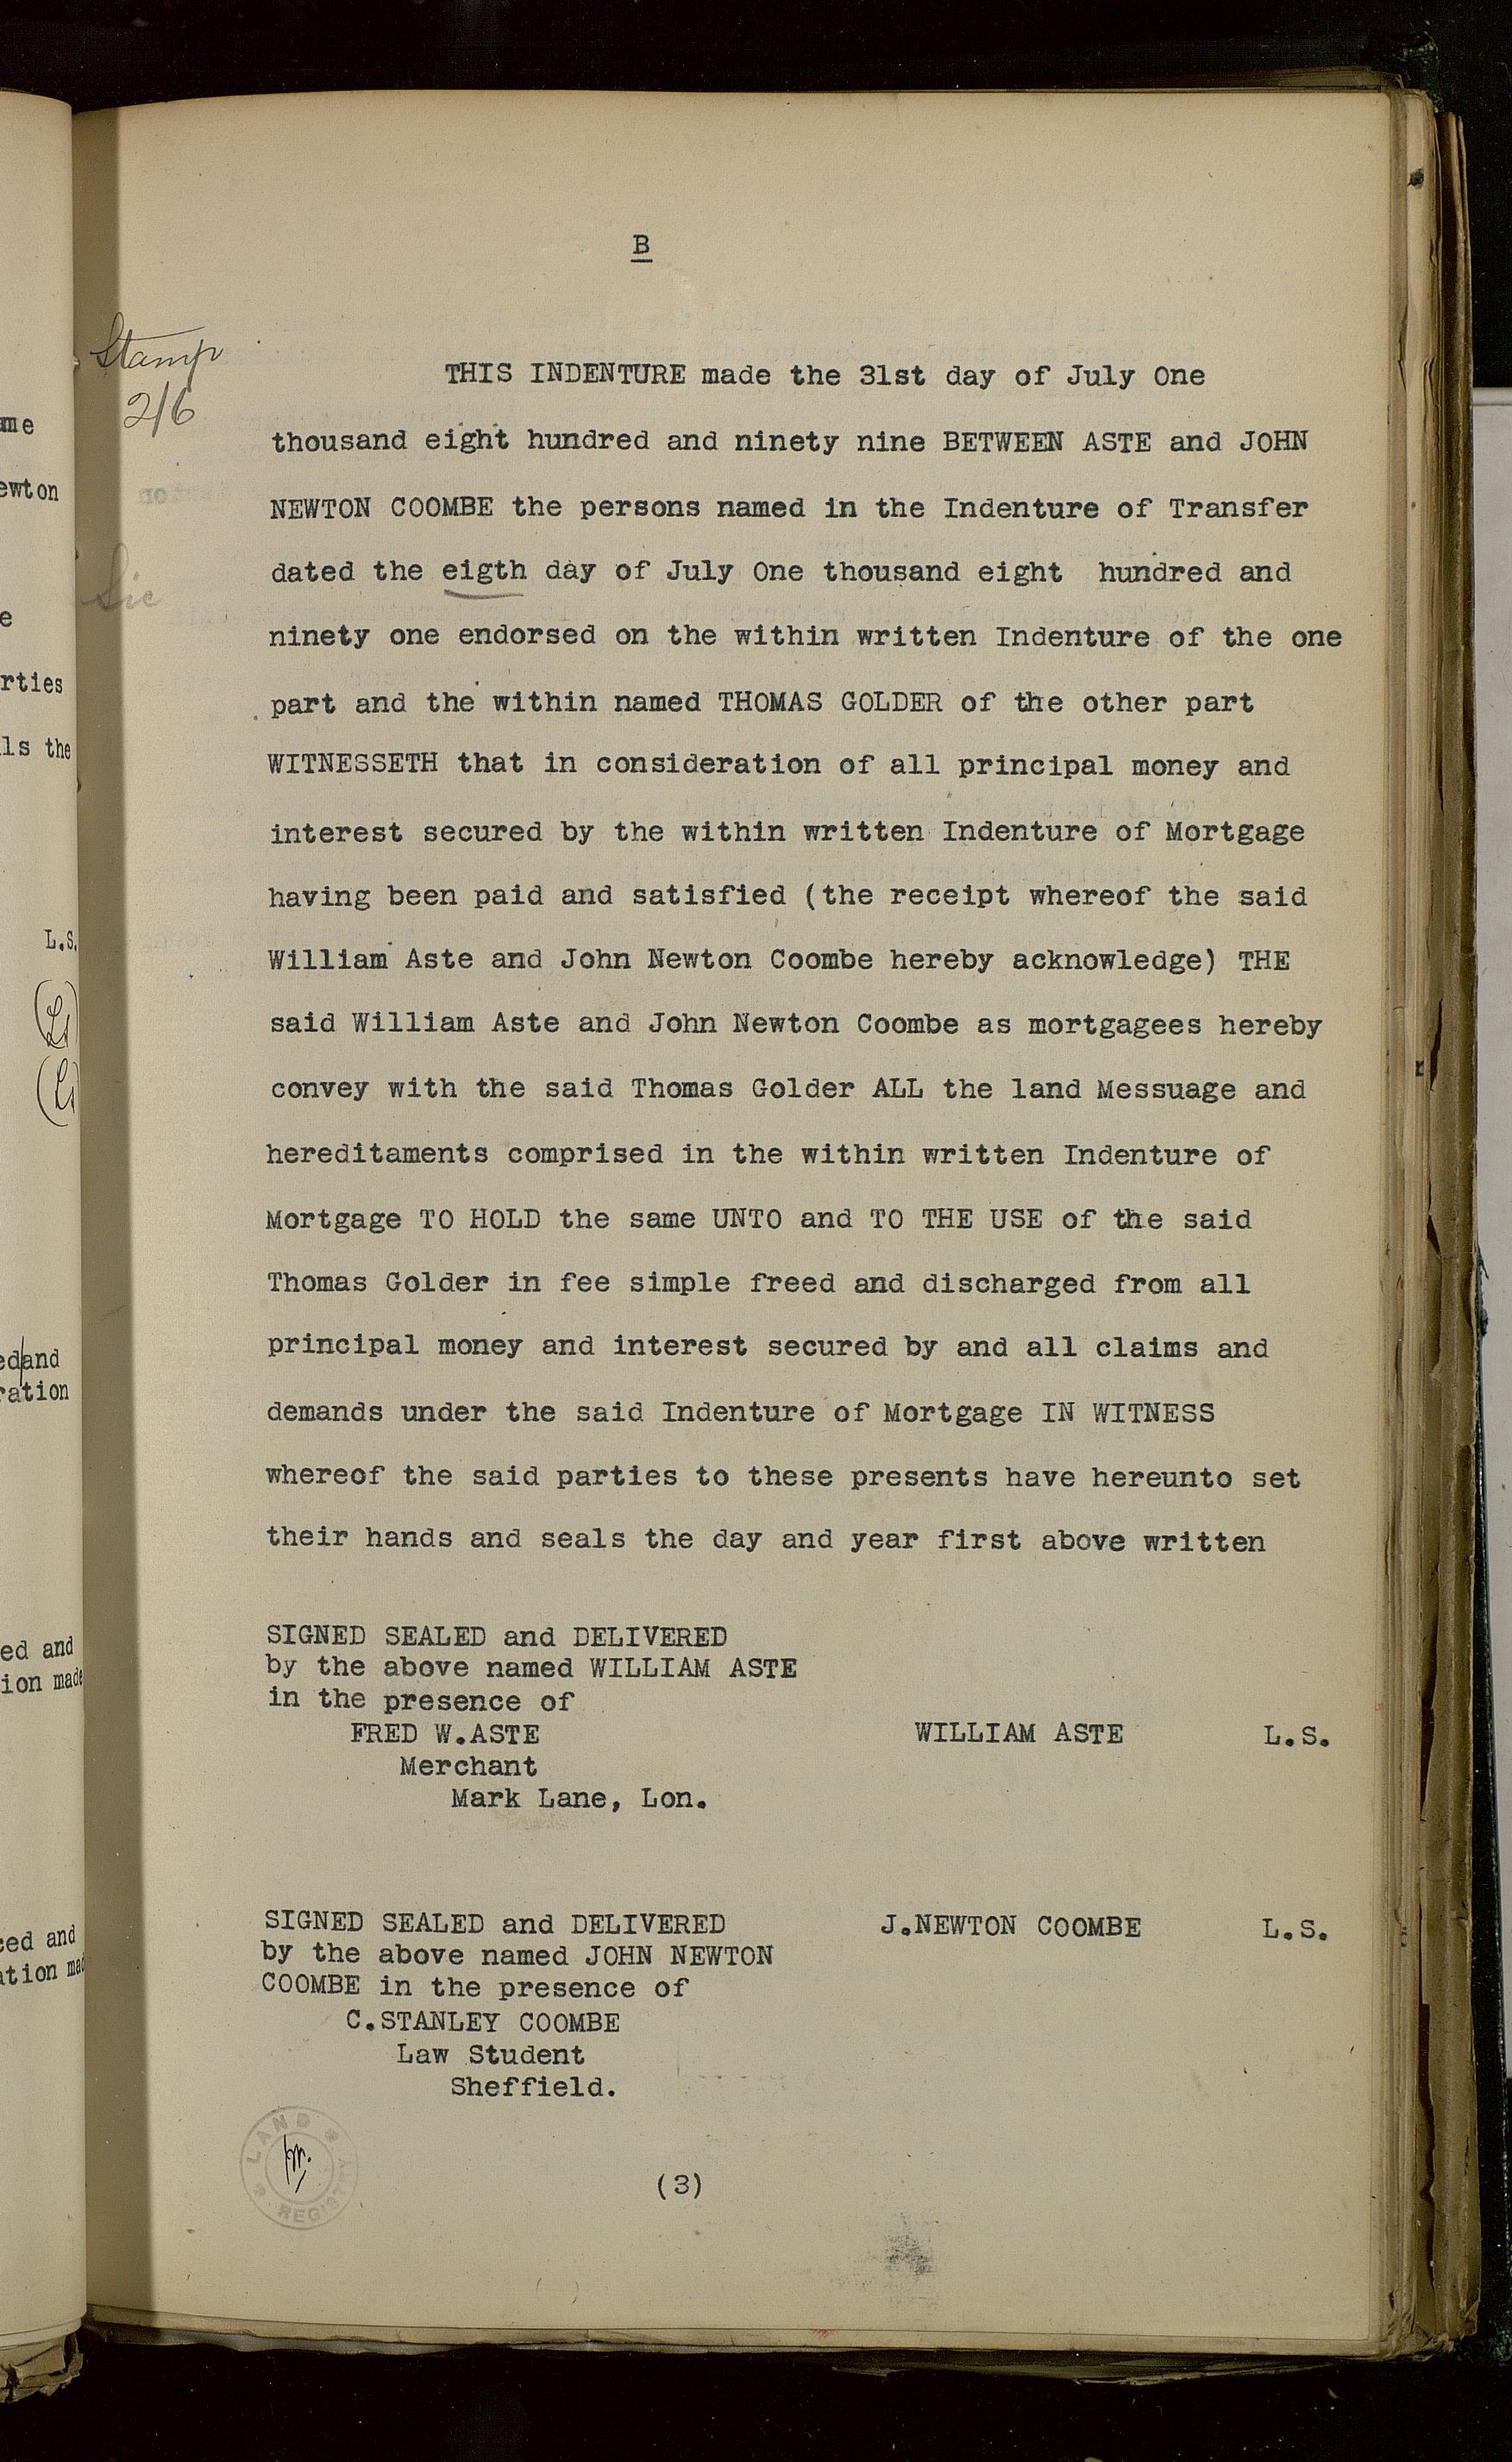 B
Stamp
2/6
THIS INDENTURE made the 31st day of July One
thousand eight hundred and ninety nine BETWEEN ASTE and JOHN
NEWTON COOMBE the persons named in the Indenture of Transfer
Sic
dated the eigth day of July One thousand eight hundred and
ninety one endorsed on the within written Indenture of the one
part and the within named THOMAS GOLDER of the other part
WITNESSETH that in consideration of all principal money and
interest secured by the within written Indenture of Mortgage
having been paid and satisfied (the receipt whereof the said
William Aste and John Newton Coombe hereby acknowledge) THE
said William Aste and John Newton Coombe as mortgagees hereby
convey with the said Thomas Golder ALL the land Messuage and
hereditaments comprised in the within written Indenture of
Mortgage TO HOLD the same UNTO and TO THE USE of the said
Thomas Golder in fee simple freed and discharged from all
principal money and interest secured by and all claims and
demands under the said Indenture of Mortgage IN WITNESS
whereof the said parties to these presents have hereunto set
their hands and seals the day and year first above written
SIGNED SEALED and DELIVERED
by the above named WILLIAM ASTE
in the presence of
FRED W.ASTE WILLIAM ASTE L.S.
Merchant
Mark Lane, Lon.
SIGNED SEALED and DELIVERED J.NEWTON COOMBE L.S.
by the above named JOHN NEWTON
COOMBE in the presence of
C.STANLEY COOMBE
Law Student
Sheffield.
LAND REGISTRY
(3)